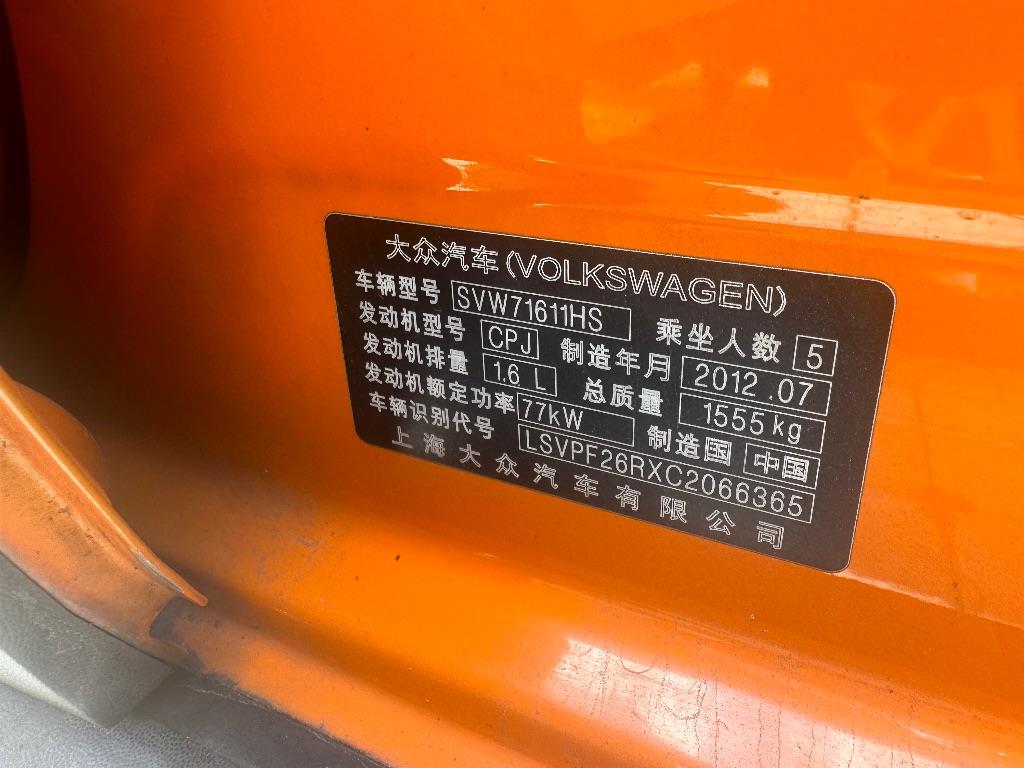 大众汽车(VOLKSWAGEN)
车辆型号 SVW71611HS 乘坐人数 5
发动机型号 CPJ 制造年月 2012.07
发动机排量 1.6 L 总质量 1555 kg
发动机额定功率 77kW 制造国 中国
车辆识别代号 LSVPF26RXC2066365
上海大众汽车有限公司